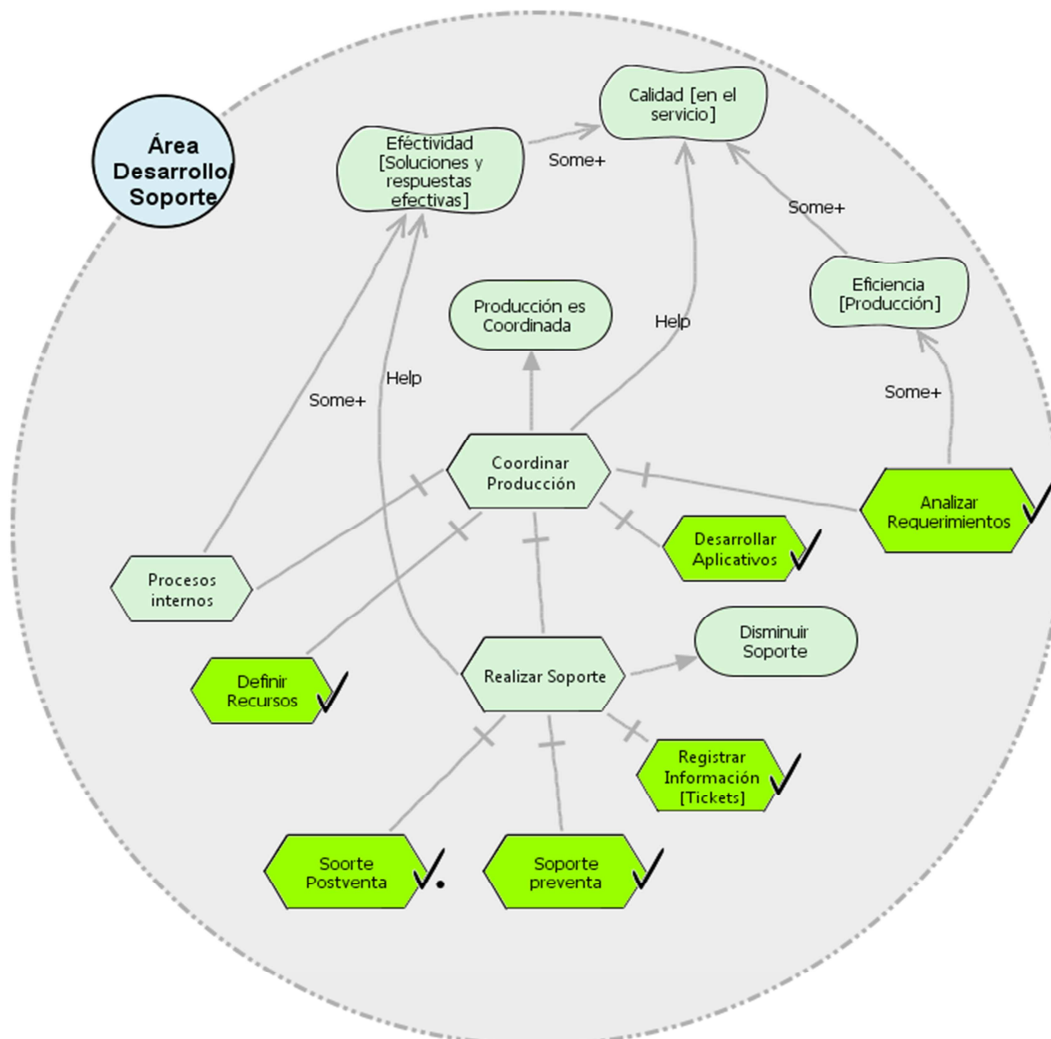 Calidad [en el
servicio]
Área
Desarrollo/
Soporte
Eféctividad
[Soluciones y
respuestas
efectivas]
Some+
Some+
Eficiencia
[Producción]
Producción es
Coordinada
Help
Help
Some+
Some+
Coordinar
Producción
Analizar
Requerimientos
Desarrollar
Aplicativos
Procesos
internos
Disminuir
Soporte
Definir
Recursos
Realizar Soporte
Registrar
Información
[Tickets]
Soorte
Postventa
Soporte
preventa